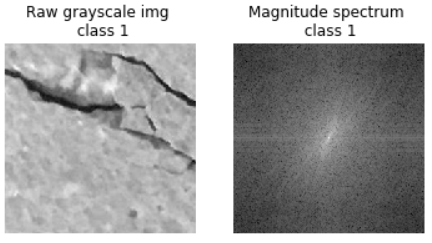 Raw grayscale img
class 1
Magnitude spectrum
class 1